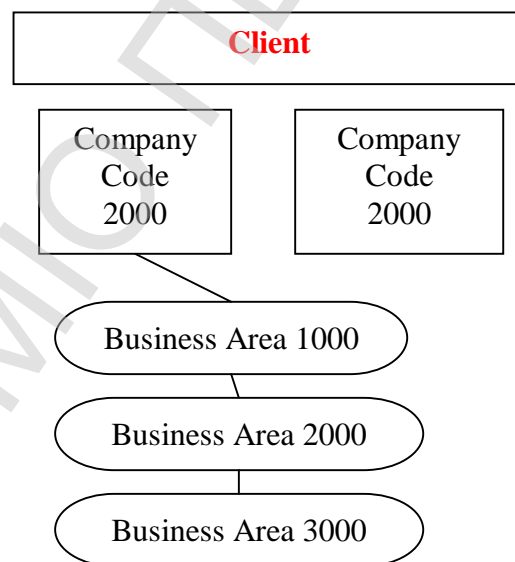 Client
Company
Code
2000
Company
Code
2000
Business Area 1000
Business Area 2000
Business Area 3000